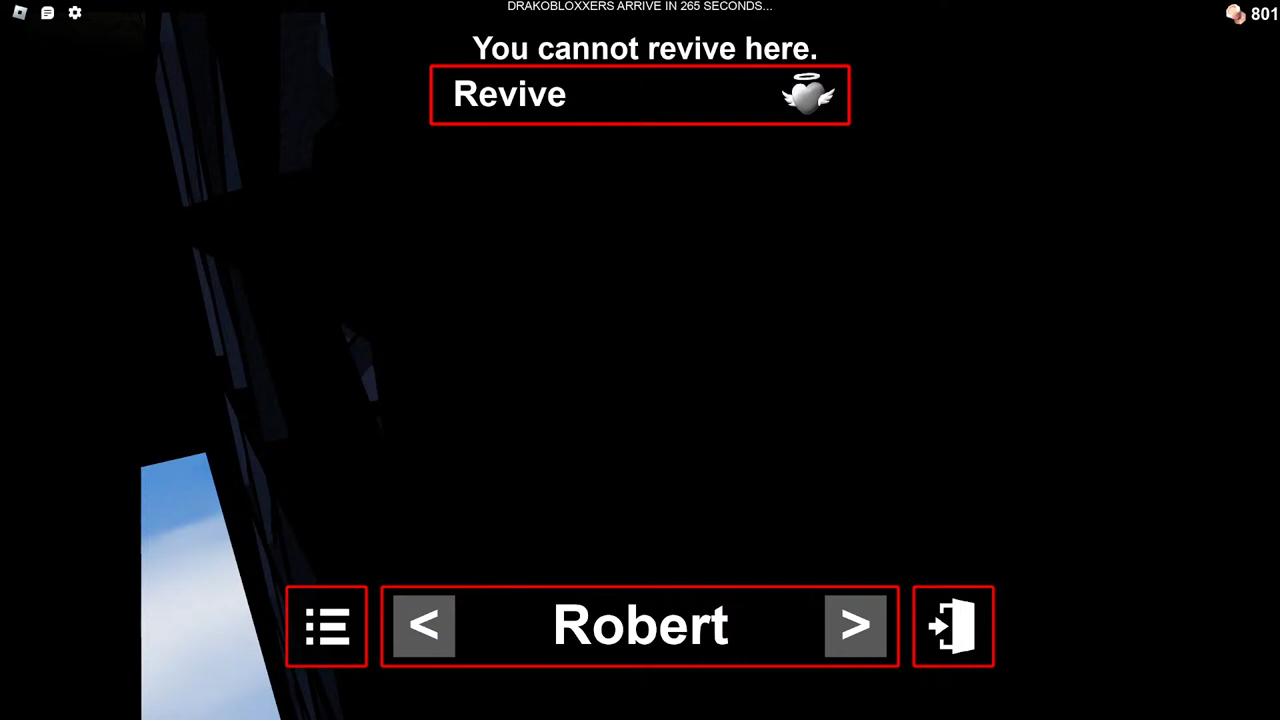 DRAKOBLOXXERS ARRIVE IN 265 SECONDS...
801
You cannot revive here.
Revive
< Robert >